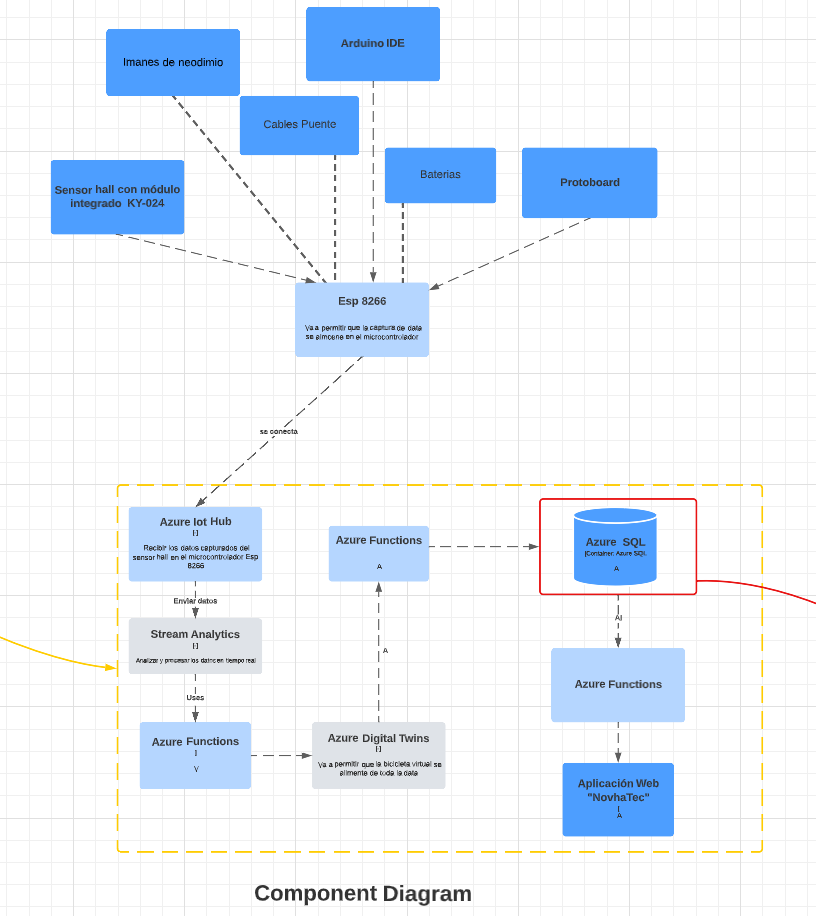 Arduino IDE
Imanes de neodimio
Cables Puente
Baterias
Protoboard
Sensor hall con módulo
integrado KY-024
Esp 8266
Va a permitir que la captura de data
se almcene en el microcontrolador
se conecta
Azure Iot Hub
[-]
Recibir los datos capturados del
sensor hall en el microcontrolador Esp
8266
Enviar datos
Stream Analytics
[-]
Analizar y procesar los datos en tiempo real
Uses
Azure Functions
V
Azure Digital Twins
[-]
Va a permitir que la bicicleta virtual se
alimente de toda la data
A
Azure Functions
A
Azure SQL
[Container: Azure SQL
A
Al
Azure Functions
Aplicación Web
"NovhaTec"
[
A
Component Diagram